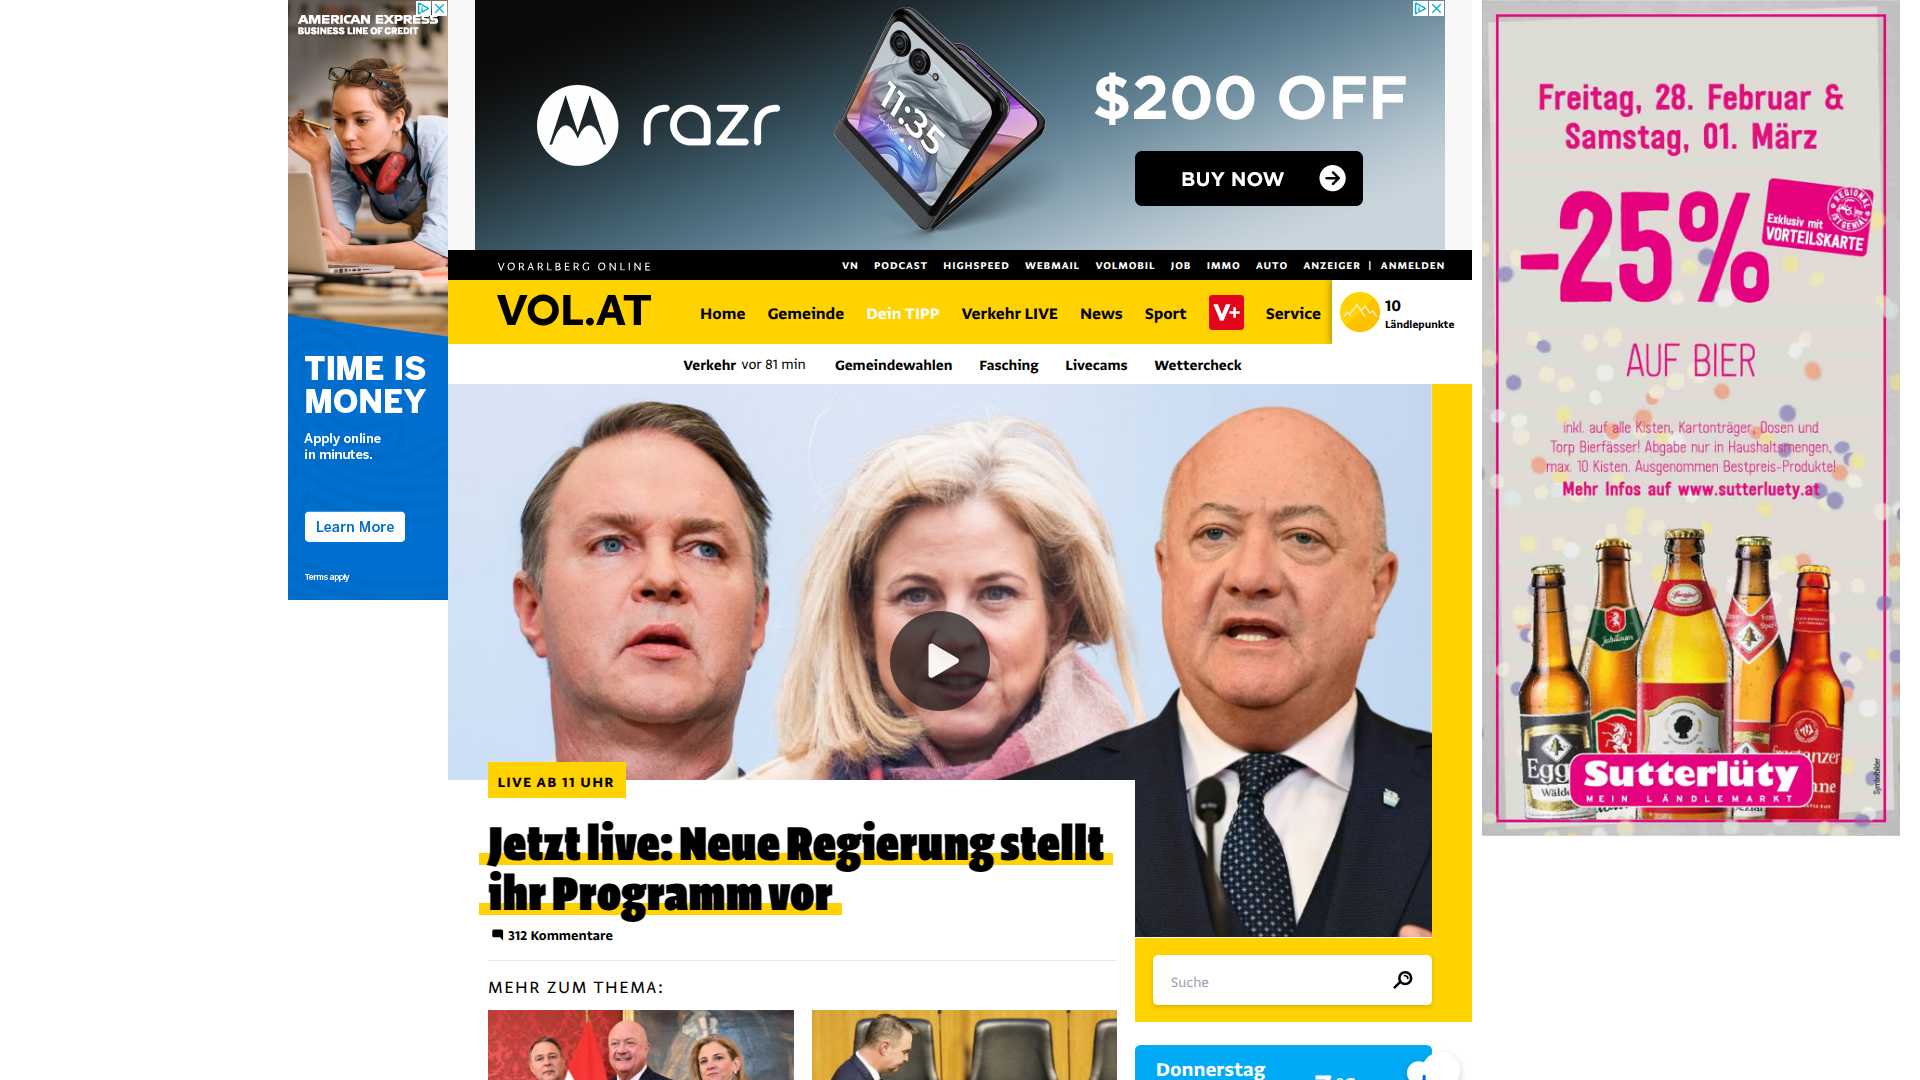 AMERICAN EXPRESS
BUSINESS LINE OF CREDIT
TIME IS
MONEY
Apply online
in minutes.
Learn More
Terms apply
razr
11:35
$200 OFF
BUY NOW
VORARLBERG ONLINE
VN PODCAST HIGHSPEED WEBMAIL VOLMOBIL JOB IMMO AUTO ANZEIGER | ANMELDEN
VOL.AT
Home Gemeinde Dein TIPP Verkehr LIVE News Sport V+ Service
10
Ländlepunkte
Verkehr vor 81 min Gemeindewahlen Fasching Livecams Wettercheck
LIVE AB 11 UHR
Jetzt live: Neue Regierung stellt
ihr Programm vor
312 Kommentare
MEHR ZUM THEMA:
Suche
Donnerstag
Freitag, 28. Februar &
Samstag, 01. März
-25%
REGIONAL
IST GENIAL
Exklusiv mit
VORTEILSKARTE
AUF BIER
inkl. auf alle Kisten, Kartonträger, Dosen und
Torp Bierfässer! Abgabe nur in Haushaltsmengen,
max. 10 Kisten. Ausgenommen Bestpreis-Produkte!
Mehr Infos auf www.sutterluety.at
Sutterlüty
MEIN LÄNDLEMARKT
Symbolbilder